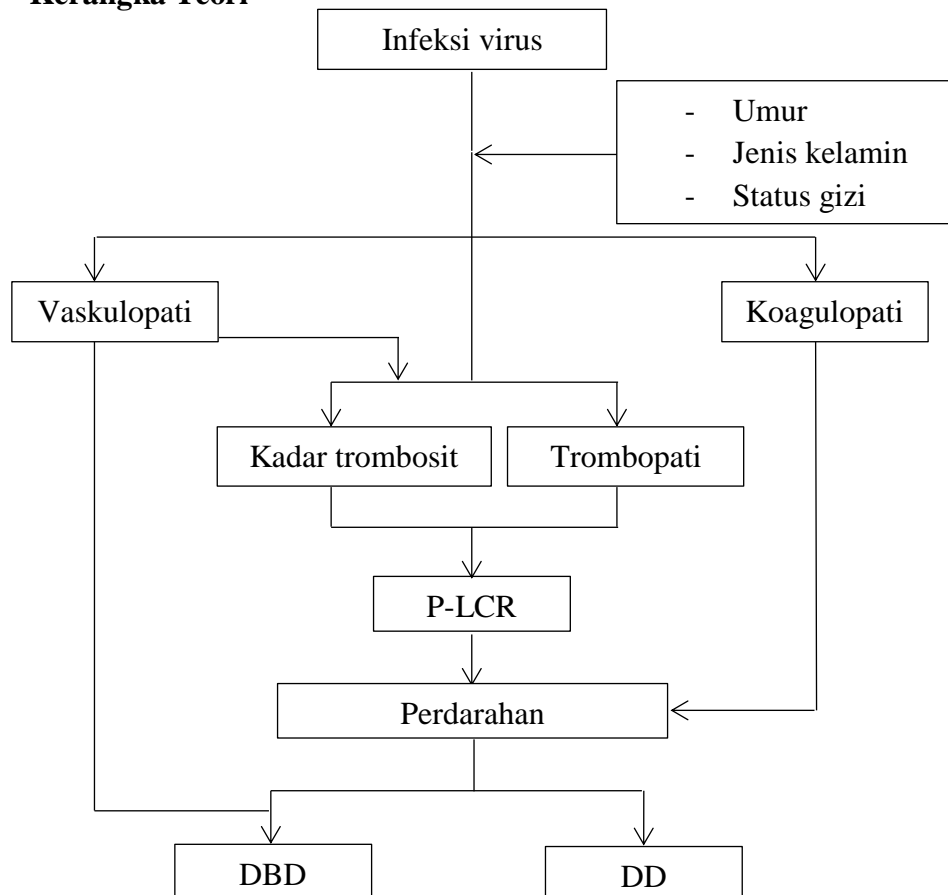 Kerangka Teori
Infeksi virus
- Umur
- Jenis kelamin
- Status gizi
Vaskulopati
Koagulopati
Kadar trombosit
Trombopati
P-LCR
Perdarahan
DBD
DD